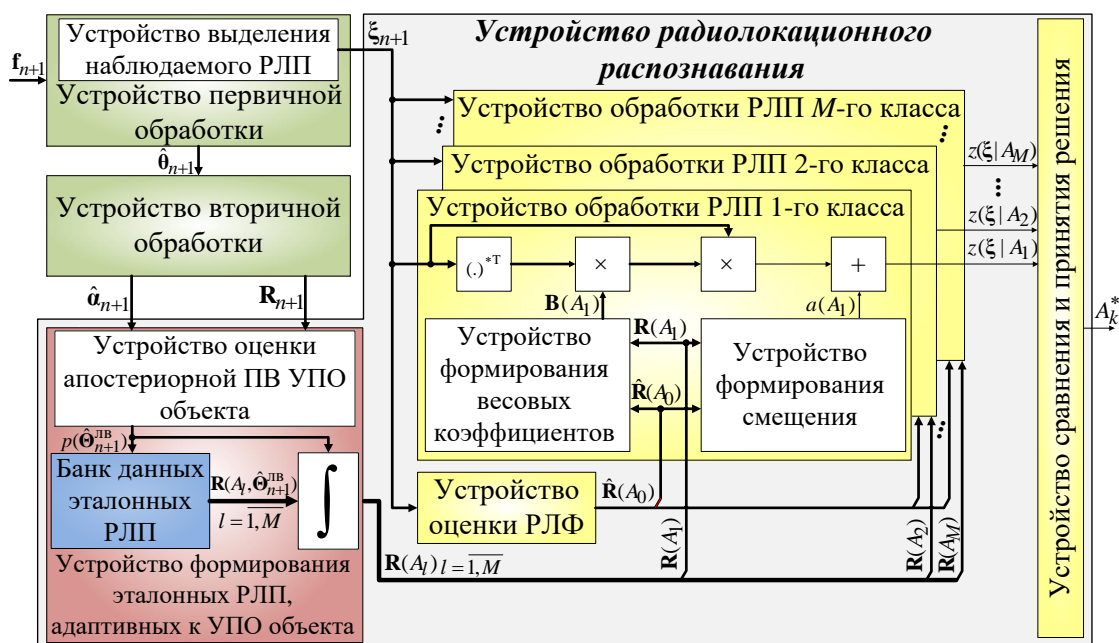 f_{n+1}
Устройство выделения
наблюдаемого РЛП
Устройство первичной
обработки
θ̂_{n+1}
Устройство вторичной
обработки
α̂_{n+1}
R_{n+1}
Устройство оценки
апостериорной ПВ УПО
объекта
p(Θ̂^{лв}_{n+1})
Банк данных
эталонных
РЛП
R(A_l, Θ̂^{лв}_{n+1})
l = \overline{1,M}
∫
Устройство формирования
эталонных РЛП,
адаптивных к УПО объекта
ξ_{n+1}
Устройство радиолокационного
распознавания
Устройство обработки РЛП M-го класса
...
...
Устройство обработки РЛП 2-го класса
Устройство обработки РЛП 1-го класса
(.)^{*T}
×
×
+
B(A_1)
a(A_1)
Устройство
формирования
весовых
коэффициентов
R(A_1)
R̂(A_0)
Устройство
формирования
смещения
Устройство
оценки РЛФ
R̂(A_0)
R(A_1)
R(A_2)
R(A_M)
...
R(A_l) l = \overline{1,M}
z(ξ | A_M)
...
z(ξ | A_2)
z(ξ | A_1)
Устройство сравнения и принятия решения
A_k^*